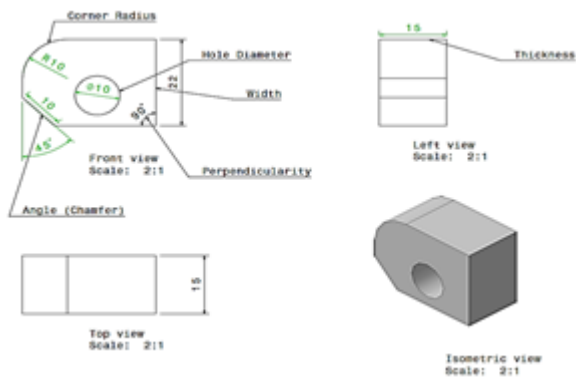 Corner Radius
15
R10
Hole Diameter
Thickness
⌀10
22
10
Width
90°
45°
Front view
Scale: 2:1
Left view
Scale: 2:1
Perpendicularity
Angle (Chamfer)
15
Top view
Scale: 2:1
Isometric view
Scale: 2:1